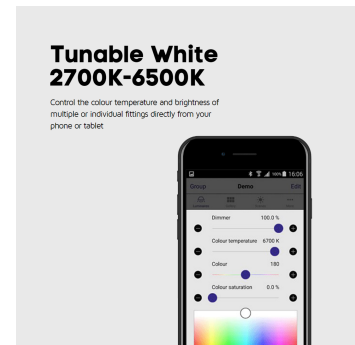 Tunable White
2700K-6500K
Control the colour temperature and brightness of
multiple or individual fittings directly from your
phone or tablet
100% 16:06
Group Demo Edit
Dimmer 100.0 %
Colour temperature 6700 K
Colour 180
Colour saturation 0.0 %